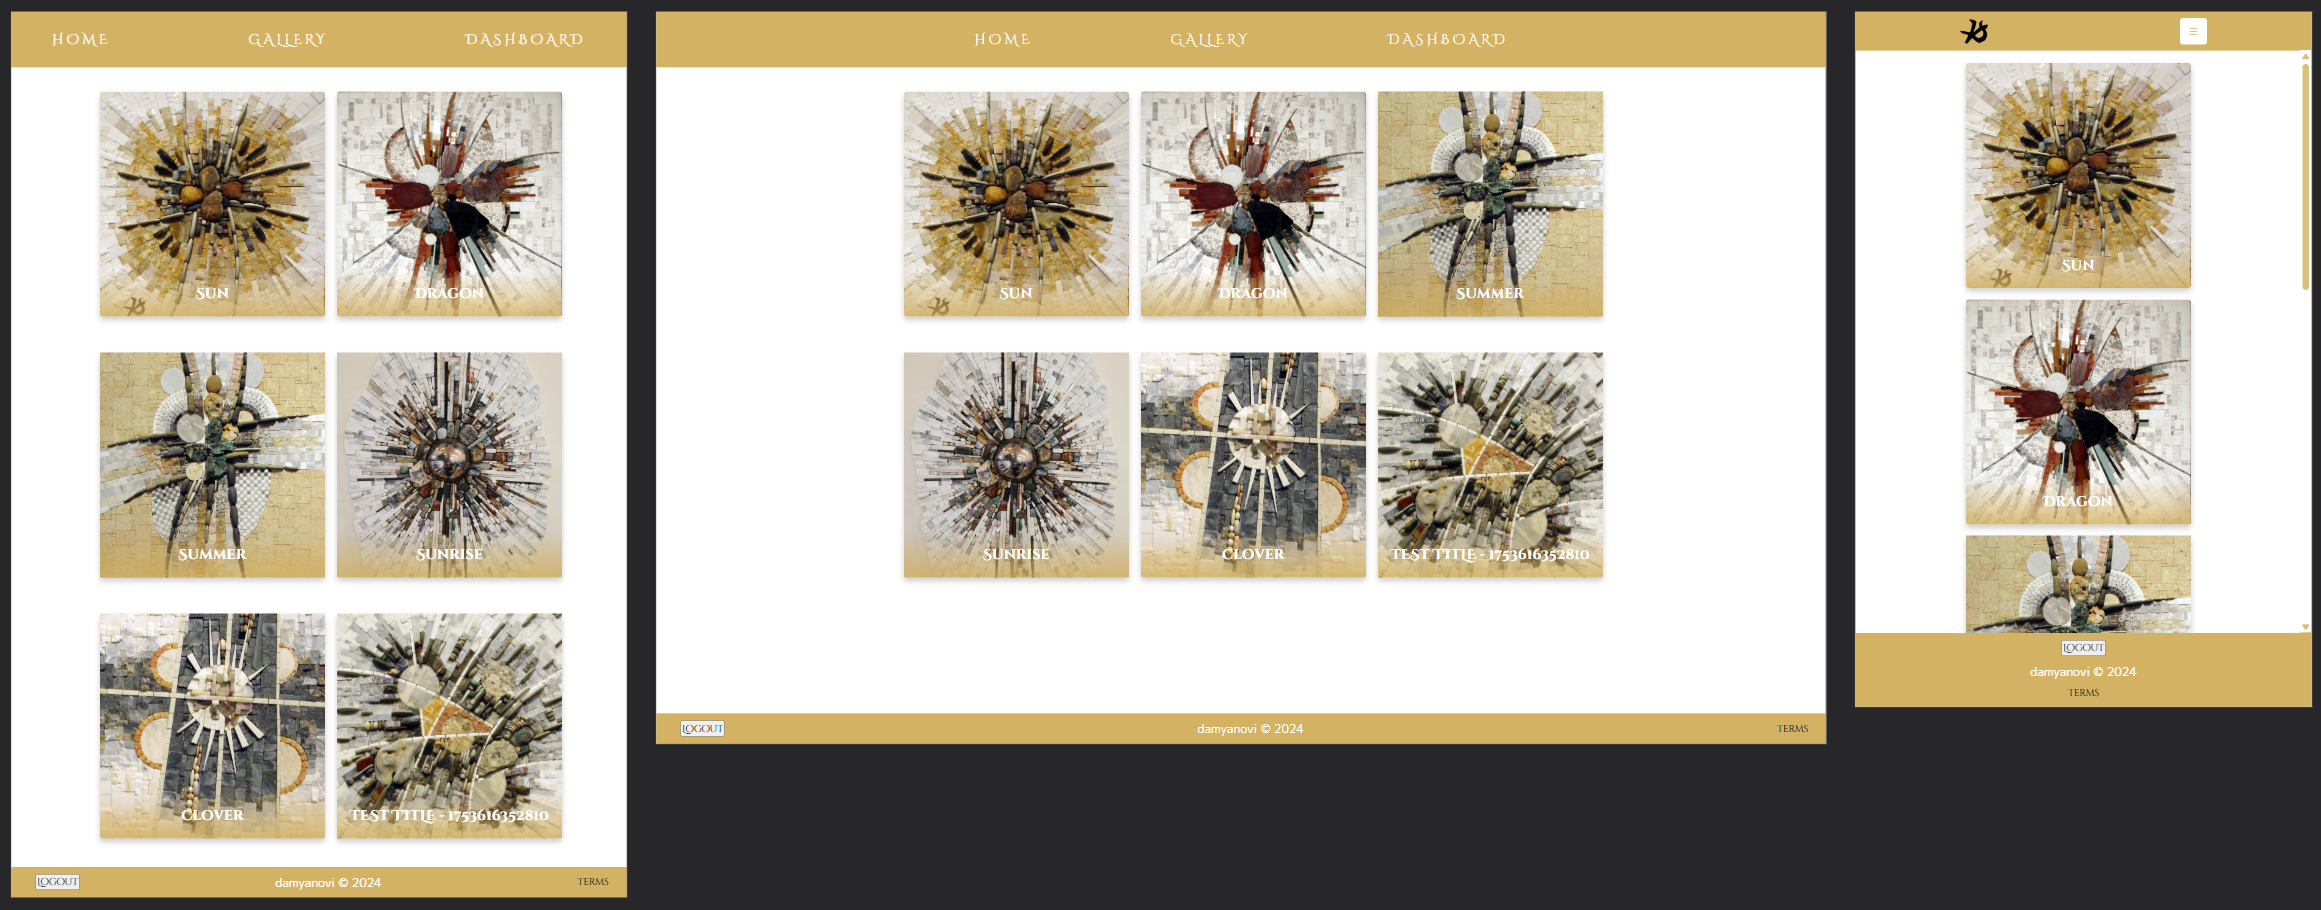 HOME GALLERY DASHBOARD
SUN DRAGON
SUMMER SUNRISE
CLOVER TEST TITLE - 1753616352810
LOGOUT damyanovi © 2024 TERMS
HOME GALLERY DASHBOARD
SUN DRAGON SUMMER
SUNRISE CLOVER TEST TITLE - 1753616352810
LOGOUT damyanovi © 2024 TERMS
SUN
DRAGON
LOGOUT
damyanovi © 2024
TERMS